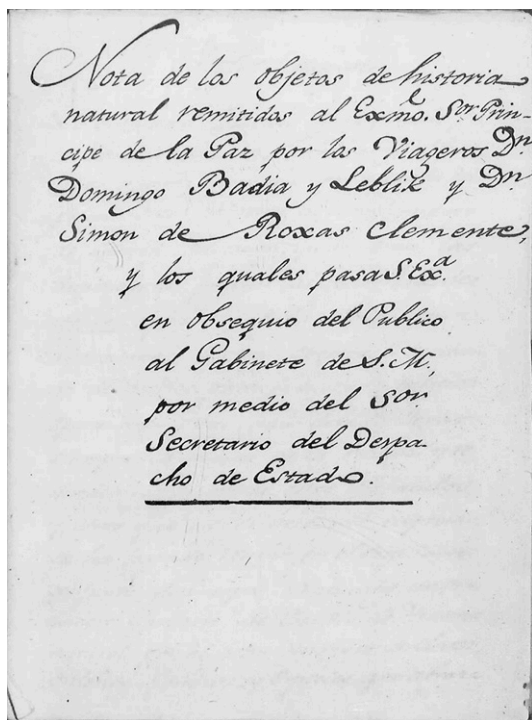 Nota de los objetos de historia
natural remitidos al Exmõ. Sor. Prin-
cipe de la Paz por los Viageros Dn.
Domingo Badia y Leblik y Dn.
Simon de Roxas Clemente,
y los quales pasa S. Exa.
en obsequio del Publico
al Gabinete de S. M.,
por medio del Sor
Secretario del Despa-
cho de Estado.